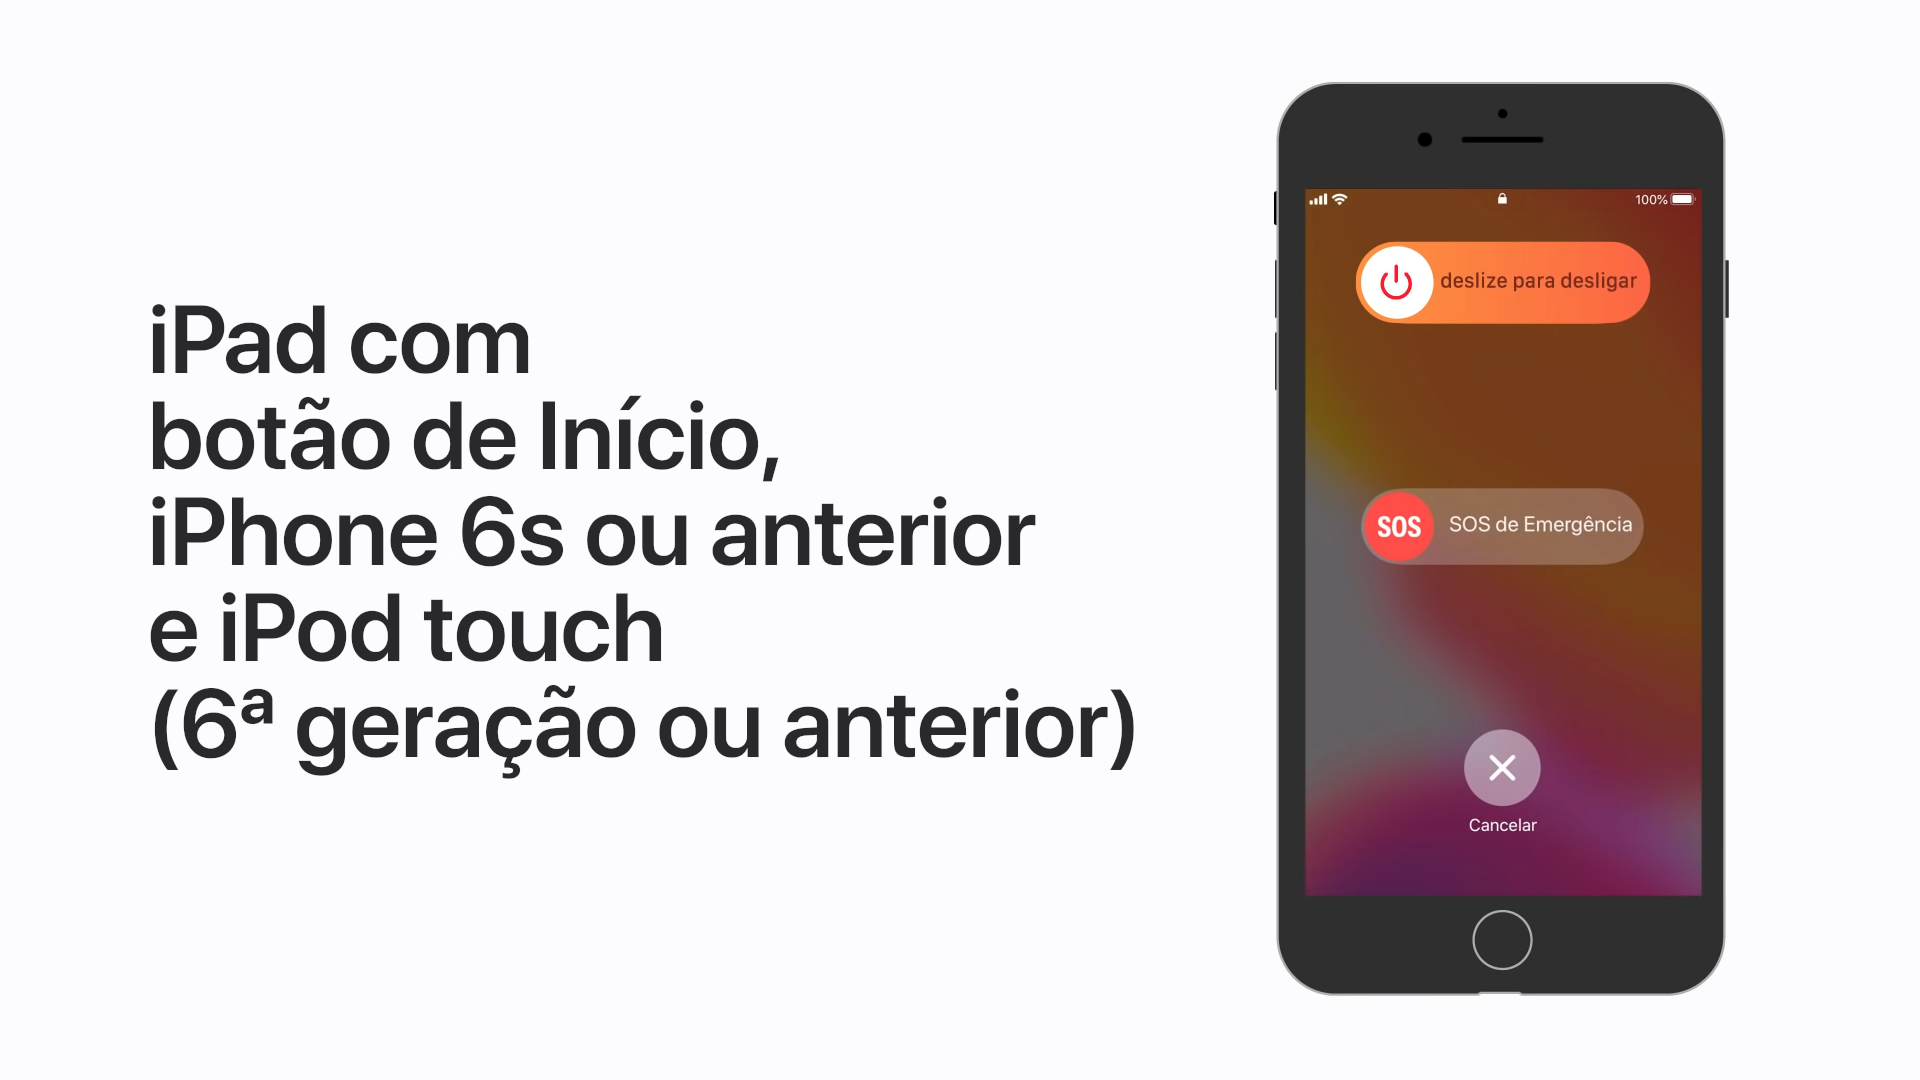 iPad com
botão de Início,
iPhone 6s ou anterior
e iPod touch
(6ª geração ou anterior)
100%
deslize para desligar
SOS SOS de Emergência
Cancelar